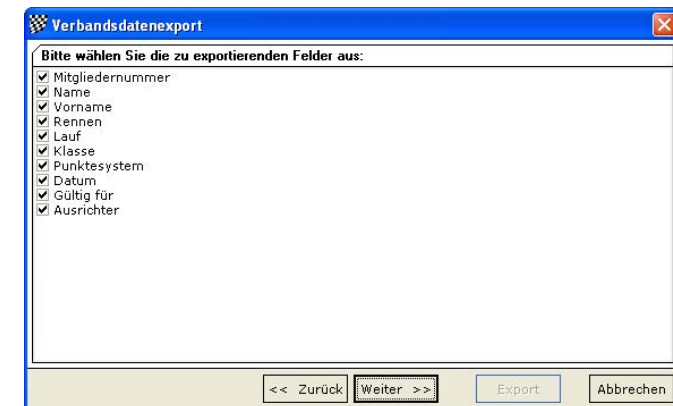 Verbandsdatenexport
Bitte wählen Sie die zu exportierenden Felder aus:
Mitgliedernummer
Name
Vorname
Rennen
Lauf
Klasse
Punktesystem
Datum
Gültig für
Ausrichter
<< Zurück Weiter >> Export Abbrechen